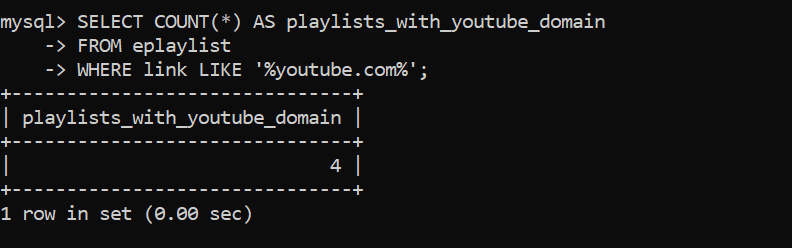 mysql> SELECT COUNT(*) AS playlists_with_youtube_domain
    -> FROM eplaylist
    -> WHERE link LIKE '%youtube.com%';
+-------------------------------+
| playlists_with_youtube_domain |
+-------------------------------+
|                             4 |
+-------------------------------+
1 row in set (0.00 sec)